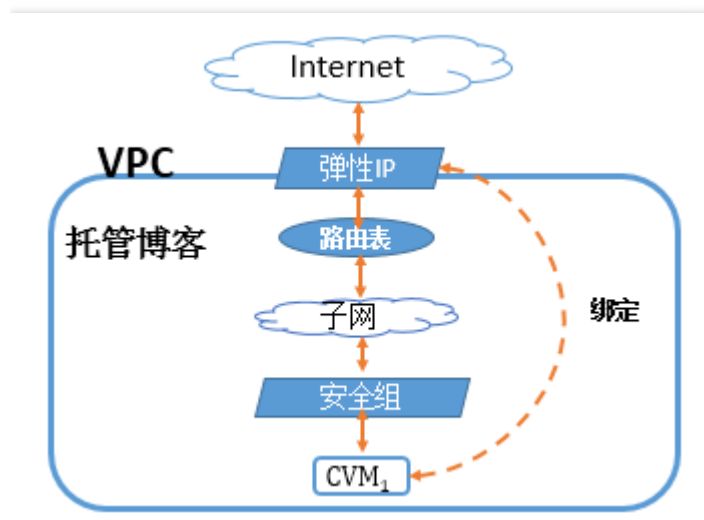 Internet
VPC
弹性IP
托管博客
路由表
子网
绑定
安全组
CVM₁